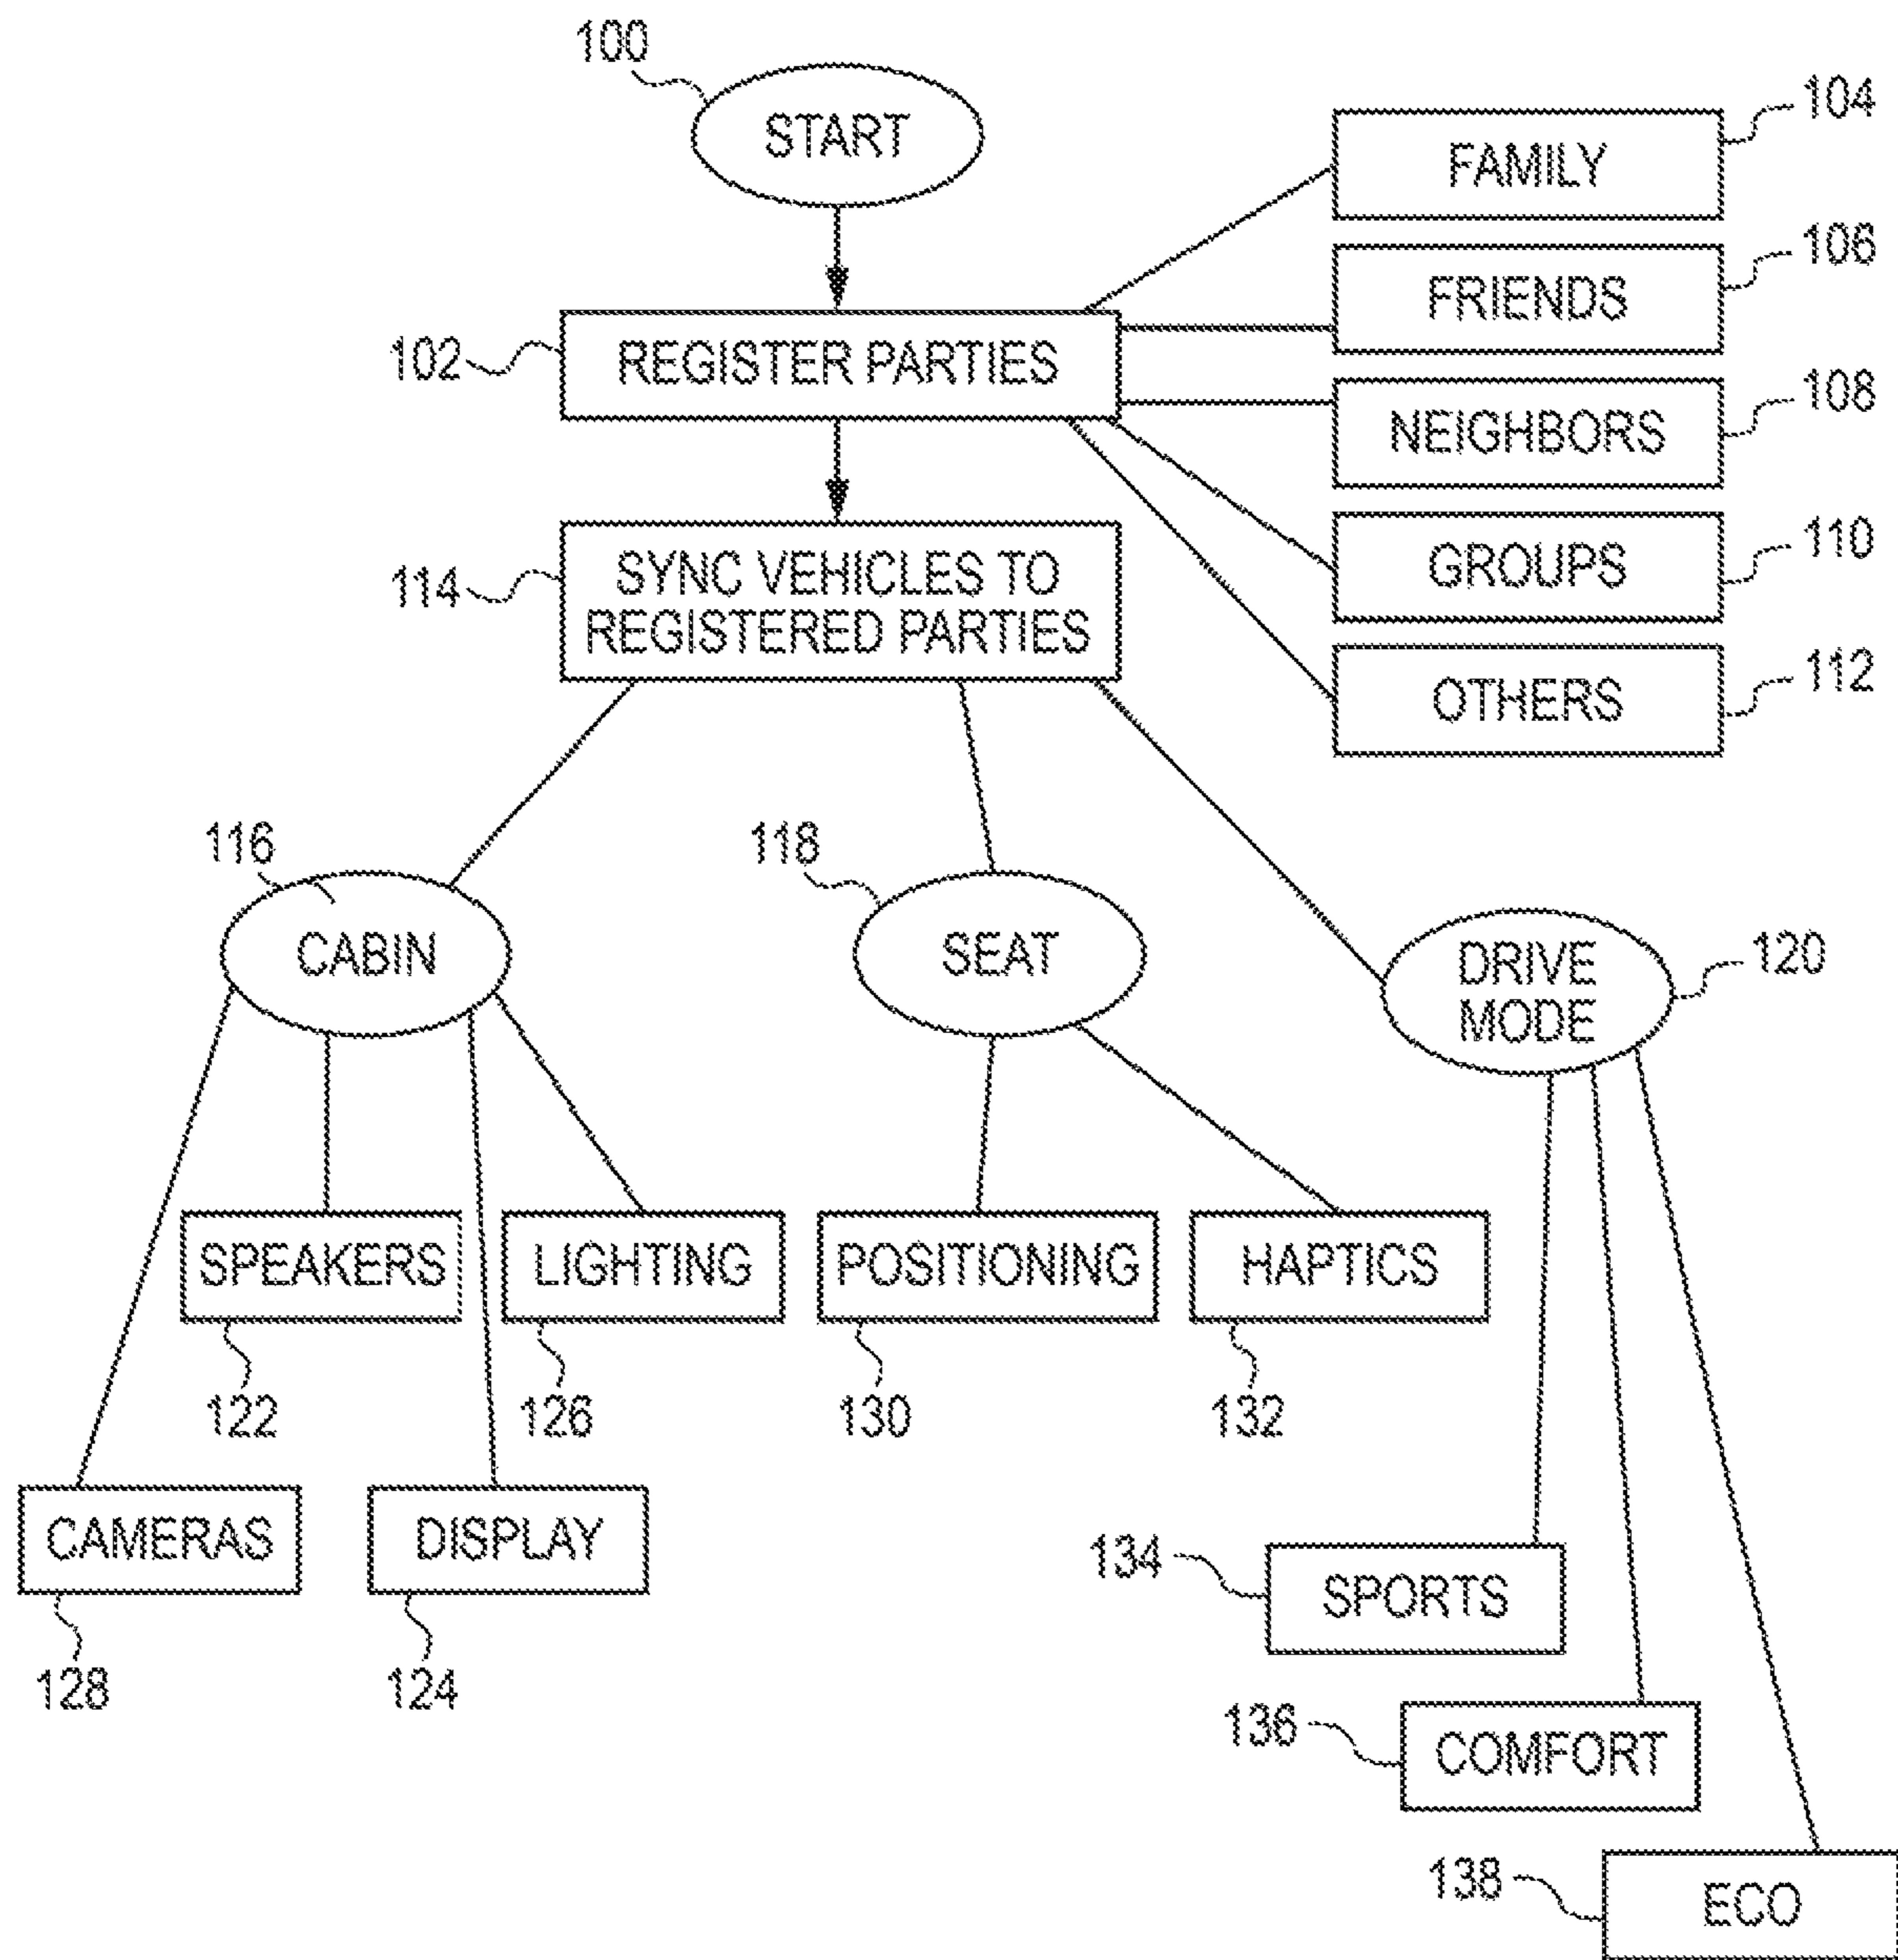 100
START
104
FAMILY
106
FRIENDS
102
REGISTER PARTIES
108
NEIGHBORS
110
GROUPS
114
SYNC VEHICLES TO
REGISTERED PARTIES
112
OTHERS
116
CABIN
118
SEAT
DRIVE
MODE
120
SPEAKERS
LIGHTING
POSITIONING
HAPTICS
122
126
130
132
CAMERAS
DISPLAY
128
124
134
SPORTS
136
COMFORT
138
ECO